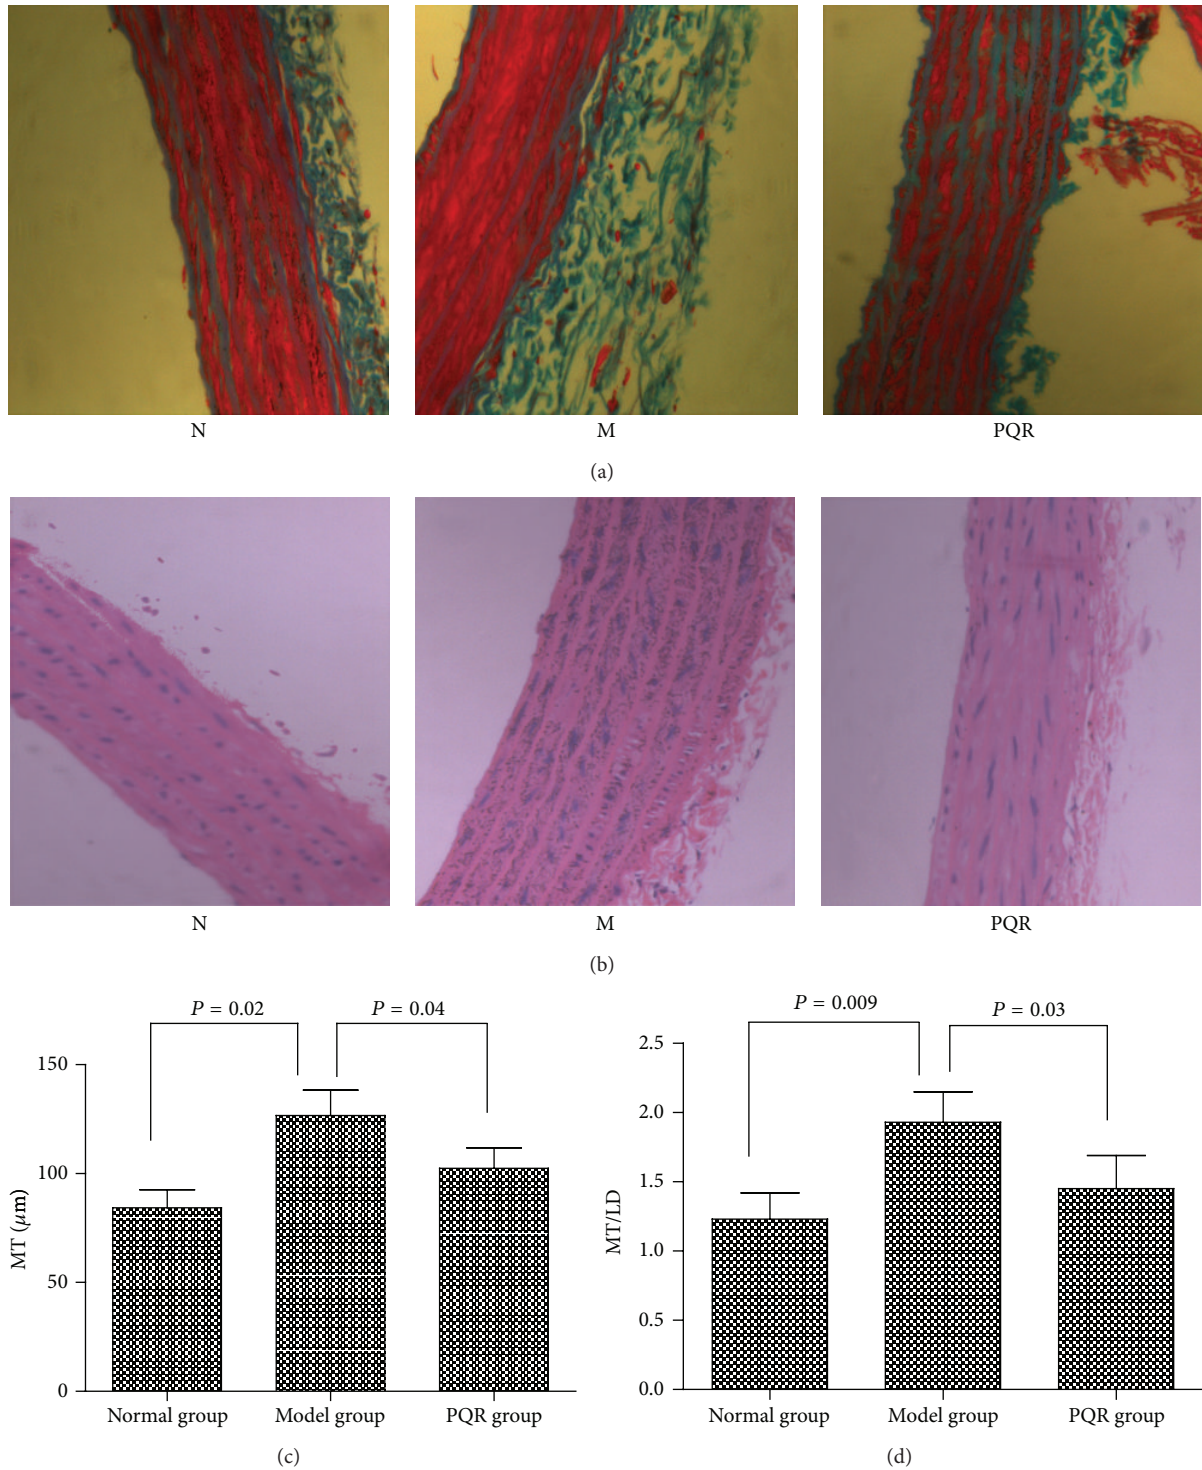 N
M
PQR
(a)
N
M
PQR
(b)
P = 0.02
P = 0.04
150
100
50
0
MT (μm)
Normal group
Model group
PQR group
(c)
P = 0.009
P = 0.03
2.5
2.0
1.5
1.0
0.5
0.0
MT/LD
Normal group
Model group
PQR group
(d)